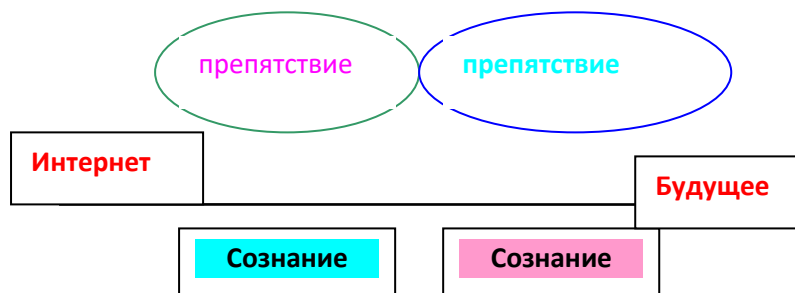 препятствие
препятствие
Интернет
Будущее
Сознание
Сознание